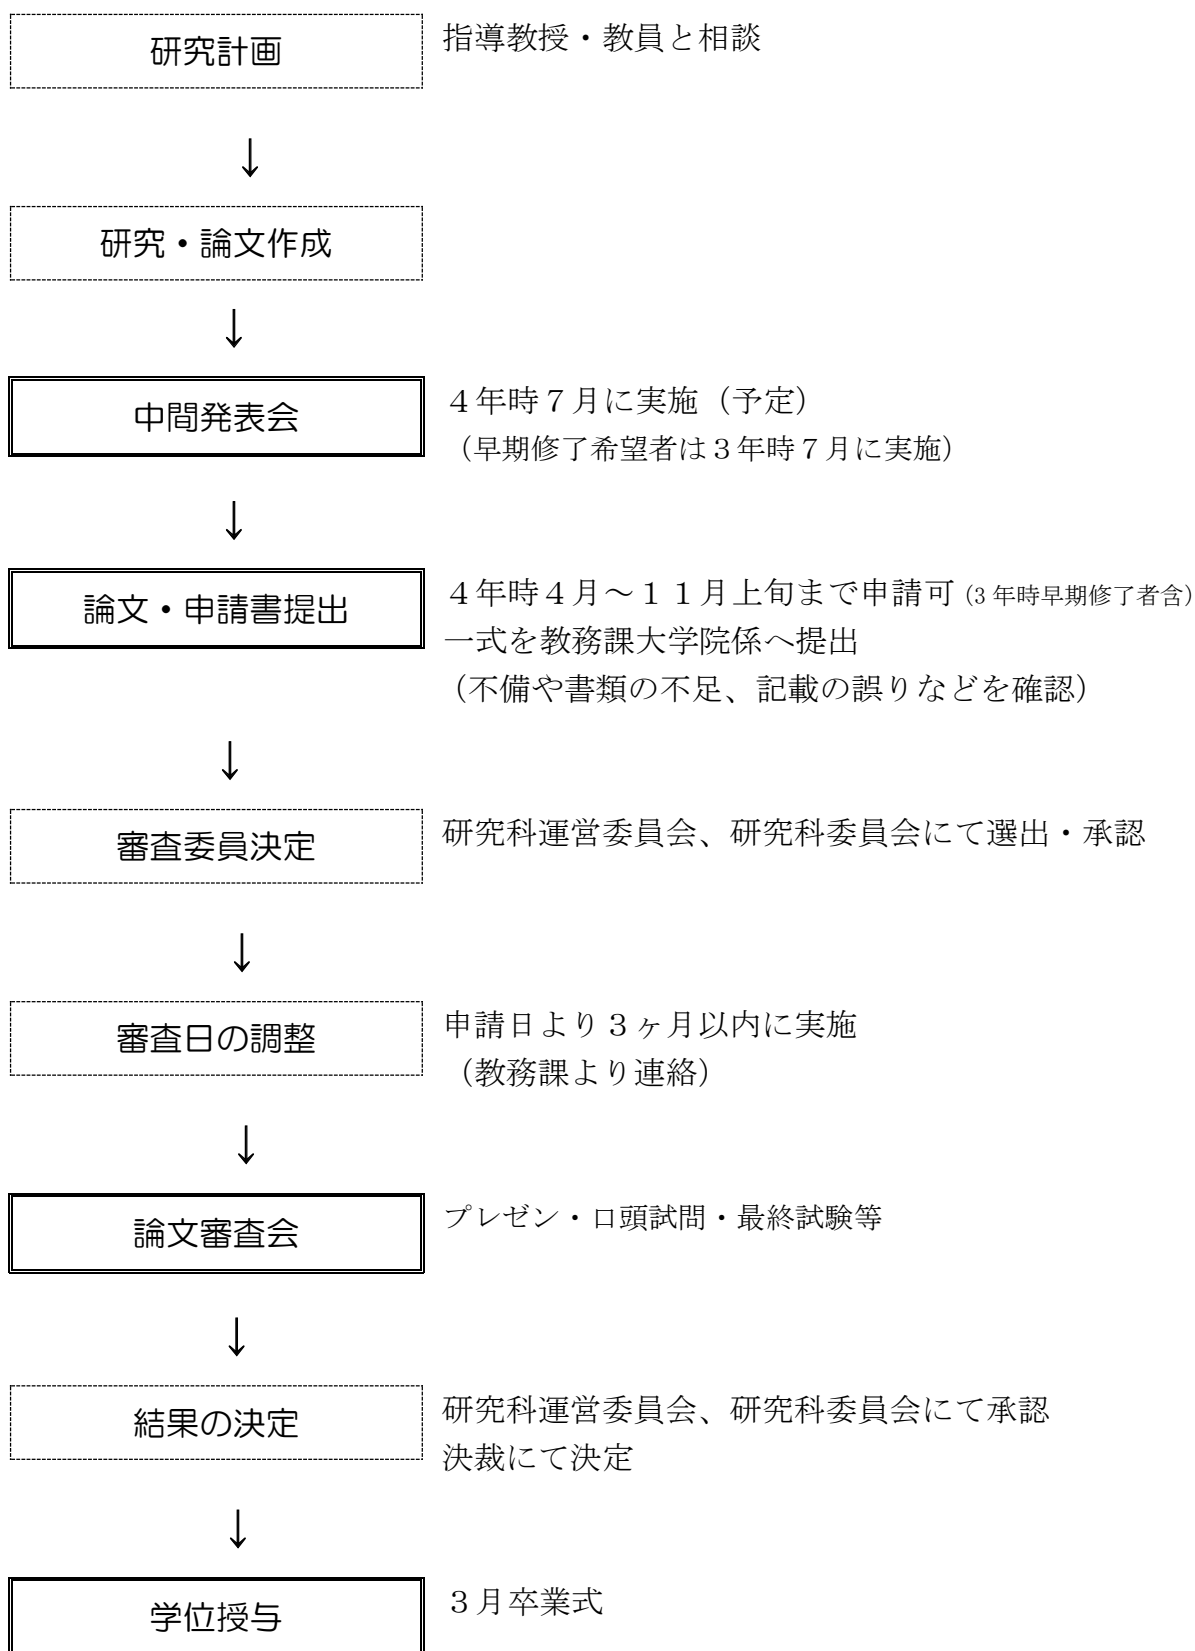 研究計画
指導教授・教員と相談
↓
研究・論文作成
↓
中間発表会
４年時７月に実施（予定）
（早期修了希望者は３年時７月に実施）
↓
論文・申請書提出
４年時４月～１１月上旬まで申請可 (3 年時早期修了者含)
一式を教務課大学院係へ提出
（不備や書類の不足、記載の誤りなどを確認）
↓
審査委員決定
研究科運営委員会、研究科委員会にて選出・承認
↓
審査日の調整
申請日より３ヶ月以内に実施
（教務課より連絡）
↓
論文審査会
プレゼン・口頭試問・最終試験等
↓
結果の決定
研究科運営委員会、研究科委員会にて承認
決裁にて決定
↓
学位授与
３月卒業式